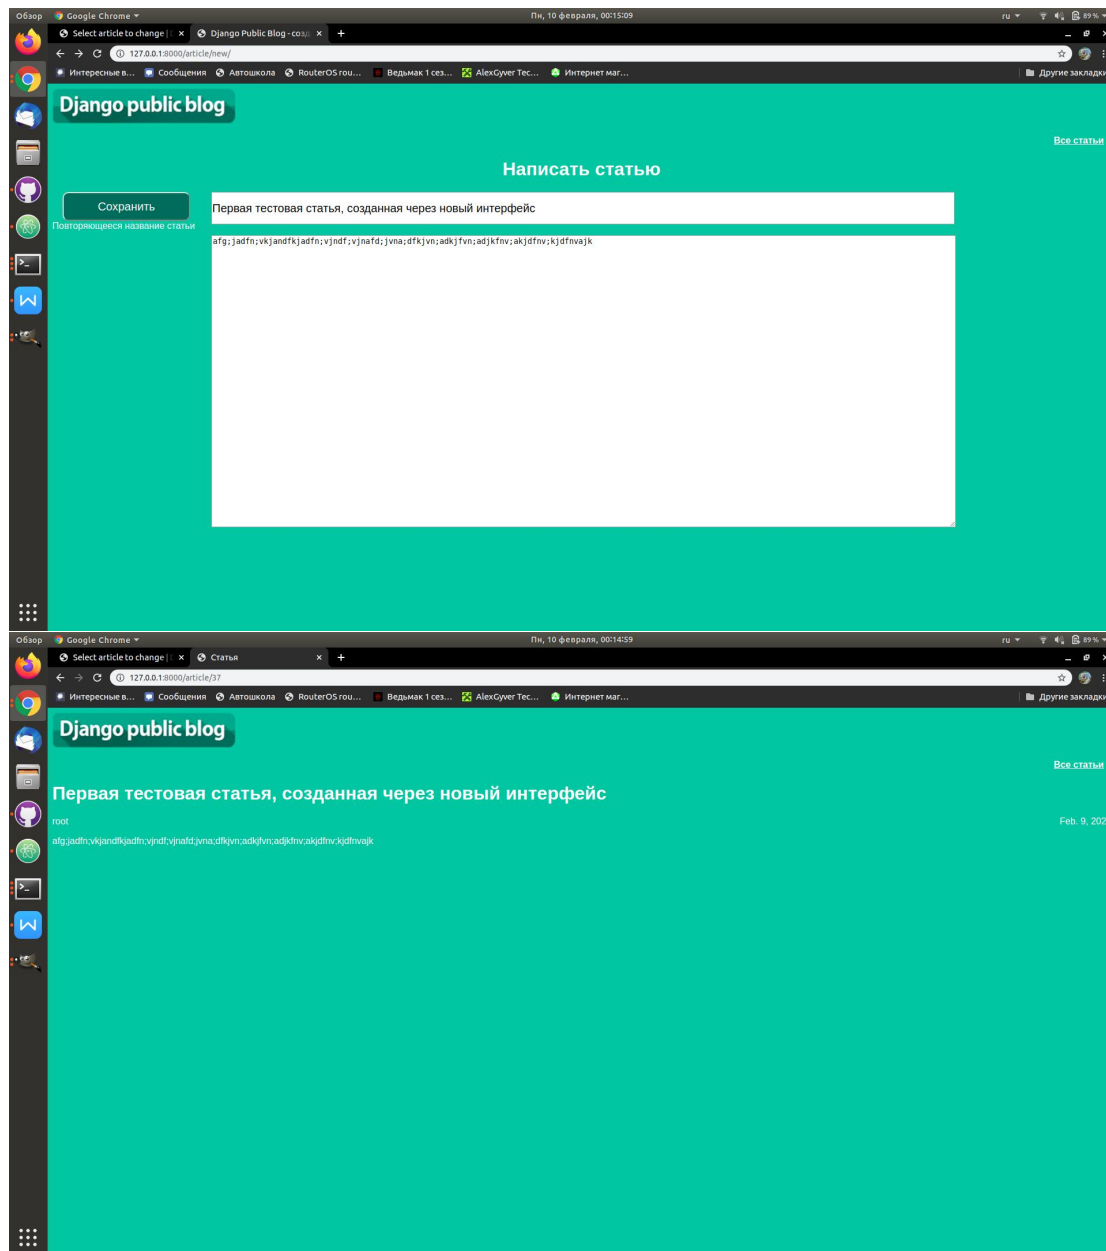 Обзор Google Chrome Пн, 10 февраля, 00:15:09 ru 89 %
Select article to change | Django Public Blog - созд
127.0.0.1:8000/article/new/
Интересные в... Сообщения Автошкола RouterOS rou... Ведьмак 1 сез... AlexGyver Tec... Интернет маг... Другие закладки
Django public blog
Все статьи
Написать статью
Сохранить
Первая тестовая статья, созданная через новый интерфейс
Повторяющееся название статьи
afg;jadfn;vkjandfkjadfn;vjndf;vjnafd;jvna;dfkjvn;adkjfvn;adjkfnv;akjdfnv;kjdfnvajk
Обзор Google Chrome Пн, 10 февраля, 00:14:59 ru 89 %
Select article to change | Статья
127.0.0.1:8000/article/37
Интересные в... Сообщения Автошкола RouterOS rou... Ведьмак 1 сез... AlexGyver Tec... Интернет маг... Другие закладки
Django public blog
Все статьи
Первая тестовая статья, созданная через новый интерфейс
root Feb. 9, 202
afg;jadfn;vkjandfkjadfn;vjndf;vjnafd;jvna;dfkjvn;adkjfvn;adjkfnv;akjdfnv;kjdfnvajk